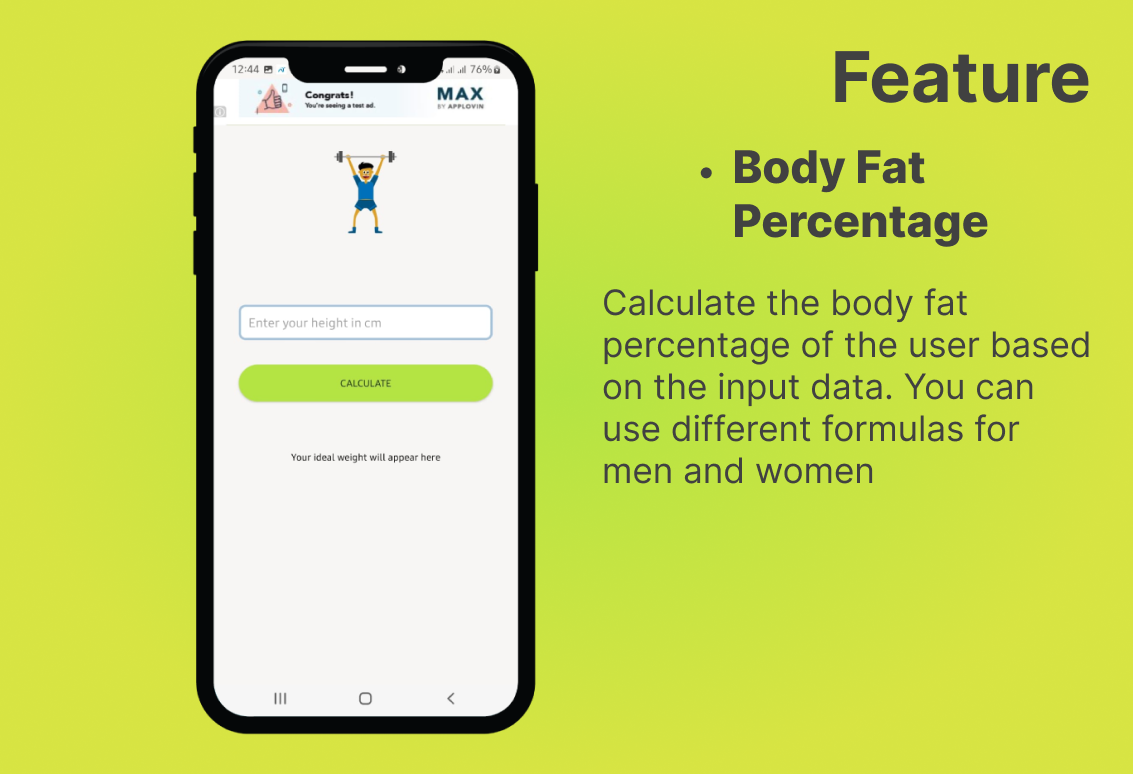 12:44
76%
Congrats!
You're seeing a test ad.
MAX
BY APPLOVIN
Enter your height in cm
CALCULATE
Your ideal weight will appear here
Feature
• Body Fat
Percentage
Calculate the body fat
percentage of the user based
on the input data. You can
use different formulas for
men and women